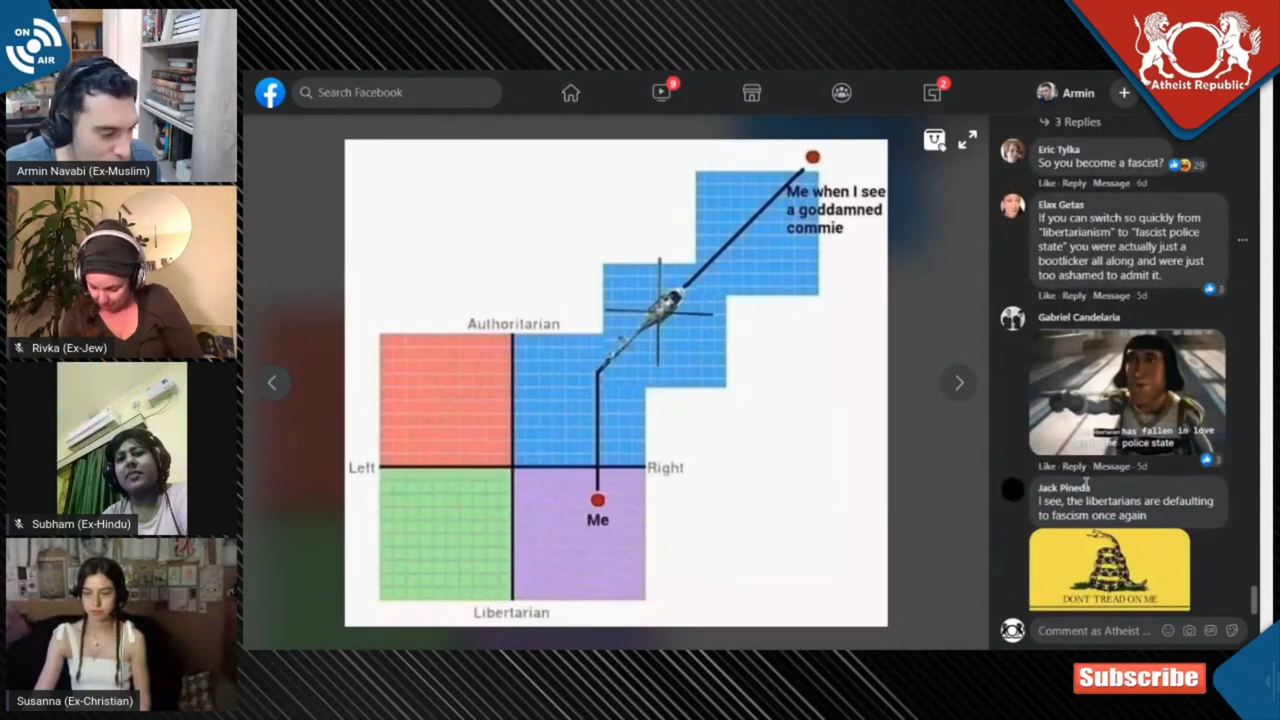 ON
AIR
Armin Navabi (Ex-Muslim)
Rivka (Ex-Jew)
Subham (Ex-Hindu)
Susanna (Ex-Christian)
Search Facebook
9
2
Armin
Atheist Republic
Me when I see
a goddamned
commie
Authoritarian
Left
Right
Me
Libertarian
3 Replies
Eric Tylka
So you become a fascist?
29
Like · Reply · Message · 6d
Elax Getas
If you can switch so quickly from
"libertarianism" to "fascist police
state" you were actually just a
bootlicker all along and were just
too ashamed to admit it.
3
Like · Reply · Message · 5d
Gabriel Candelaria
has fallen in love
police state
3
Like · Reply · Message · 5d
Jack Pineda
I see, the libertarians are defaulting
to fascism once again
DONT TREAD ON ME
Comment as Atheist ...
GIF
Subscribe